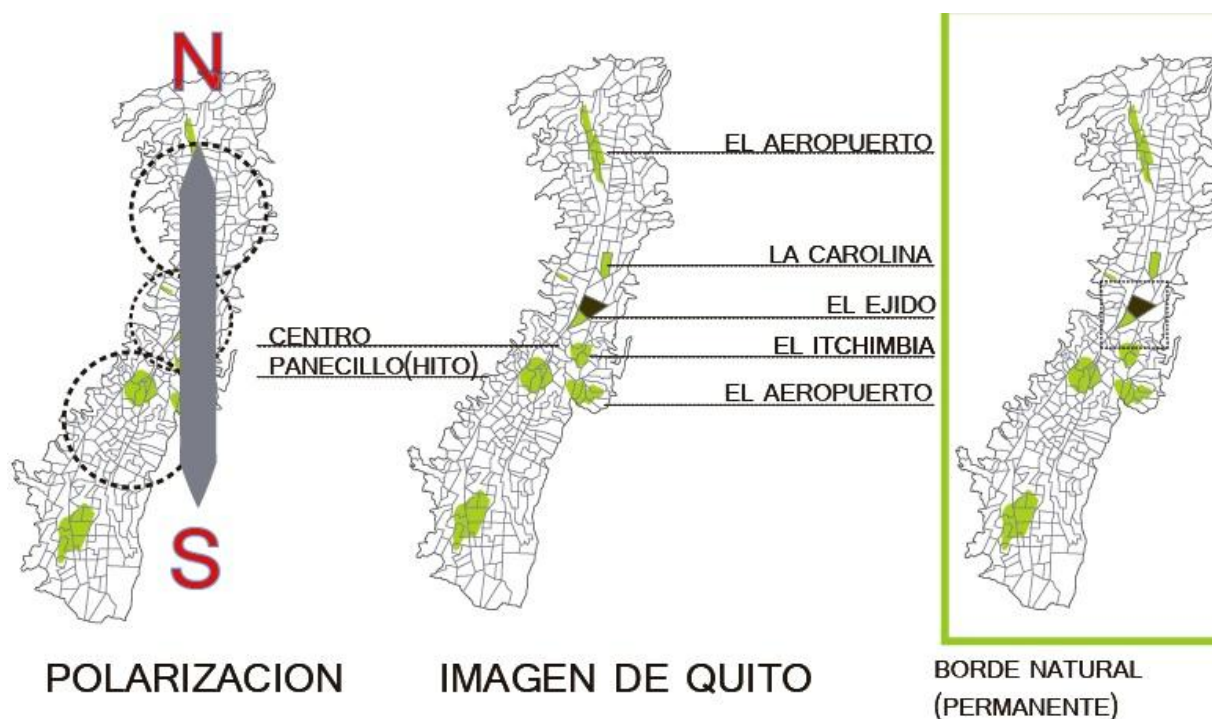 N
EL AEROPUERTO
LA CAROLINA
EL EJIDO
CENTRO
EL ITCHIMBIA
PANECILLO(HITO)
EL AEROPUERTO
S
POLARIZACION
IMAGEN DE QUITO
BORDE NATURAL
(PERMANENTE)